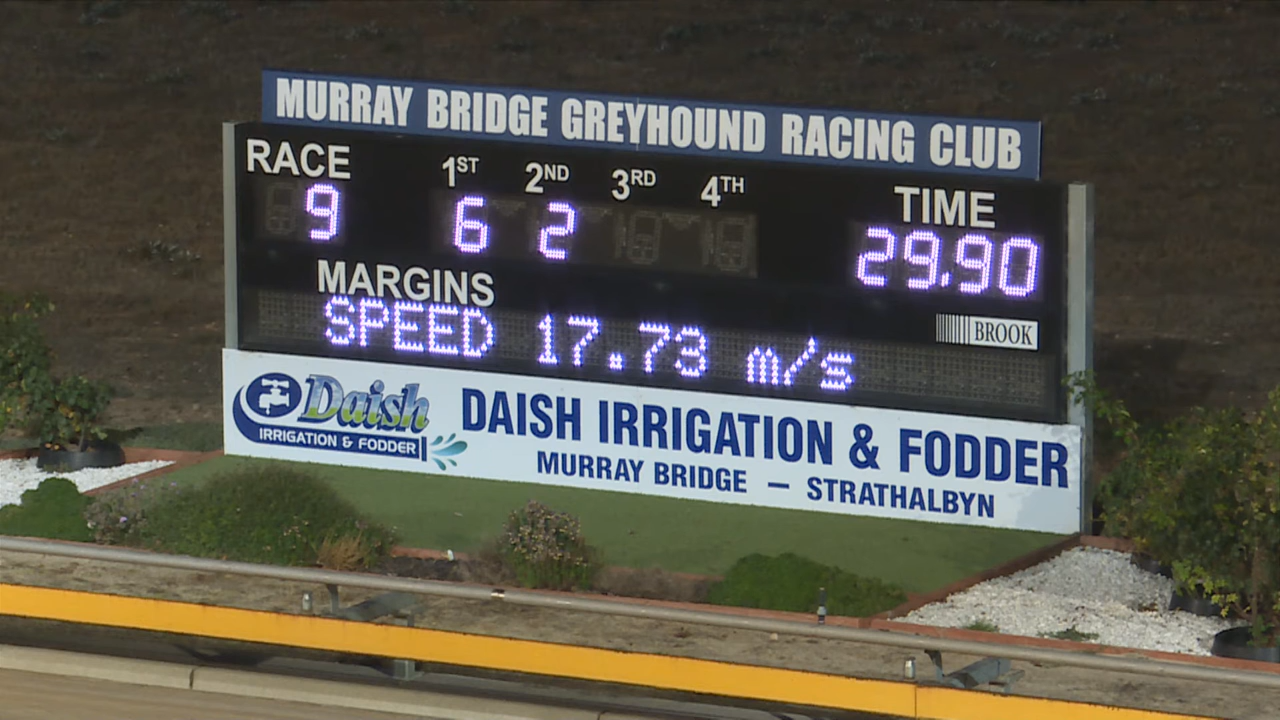 MURRAY BRIDGE GREYHOUND RACING CLUB
RACE 1ST 2ND 3RD 4TH TIME
9 6 2 29.90
MARGINS
SPEED 17.73 m/s
BROOK
Daish
IRRIGATION & FODDER
DAISH IRRIGATION & FODDER
MURRAY BRIDGE – STRATHALBYN